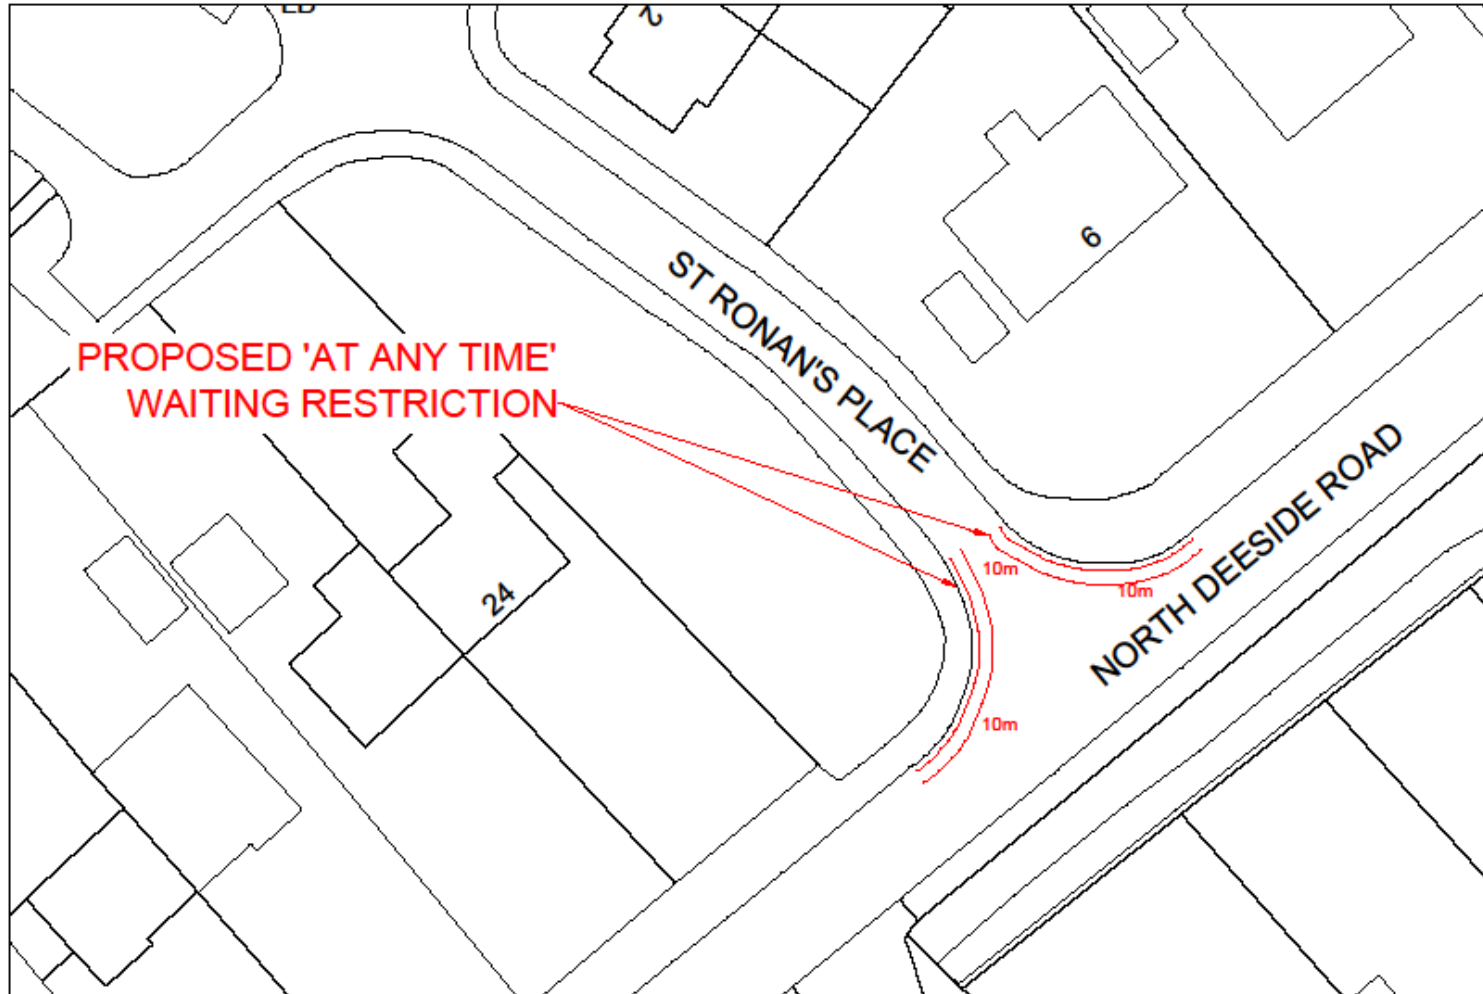 2
6
ST RONAN'S PLACE
PROPOSED 'AT ANY TIME'
WAITING RESTRICTION
NORTH DEESIDE ROAD
10m
10m
24
10m